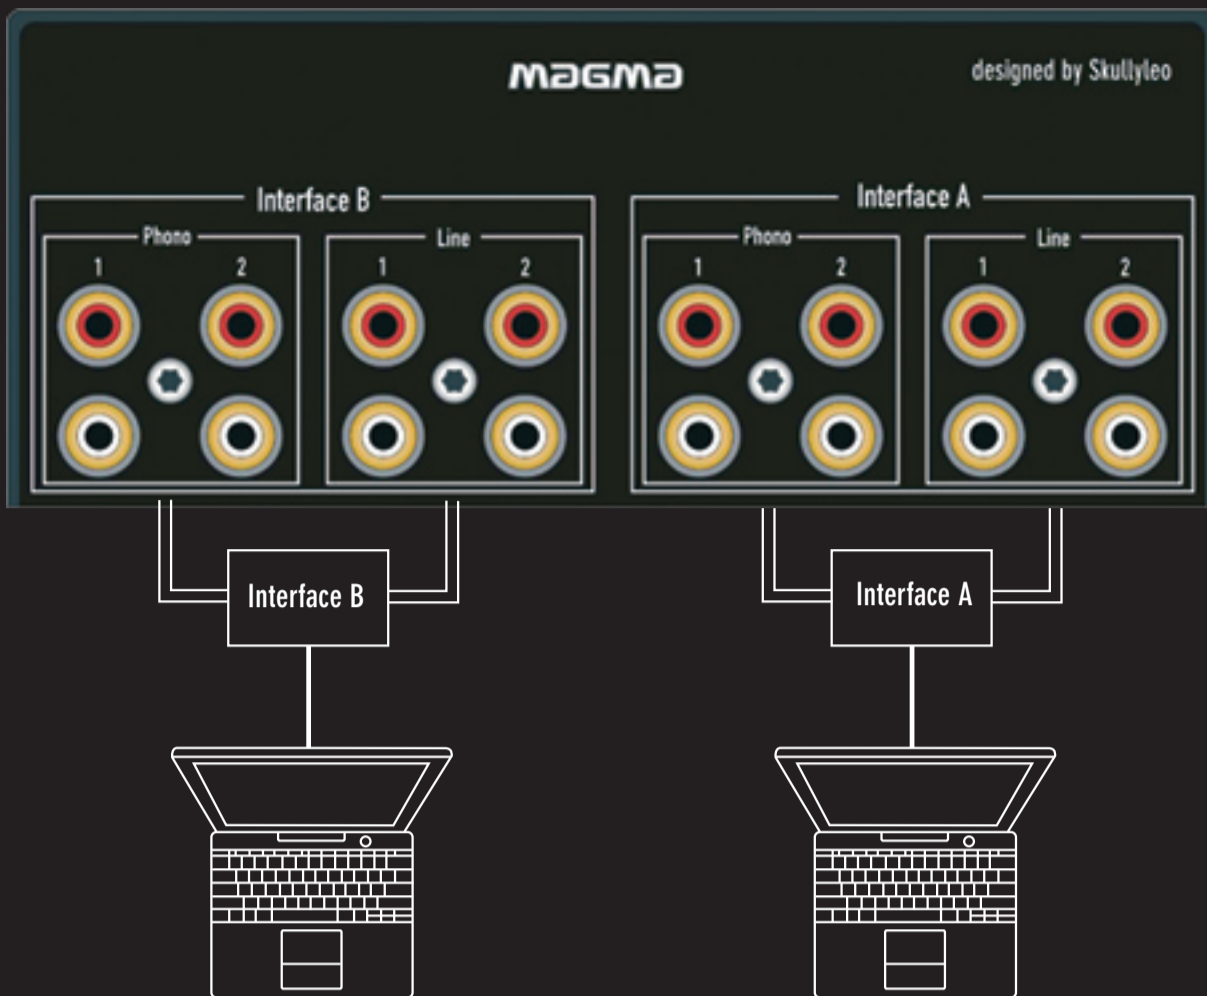 magma
designed by Skullyleo
Interface B
Interface A
Phono
Line
Phono
Line
1
2
1
2
1
2
1
2
Interface B
Interface A